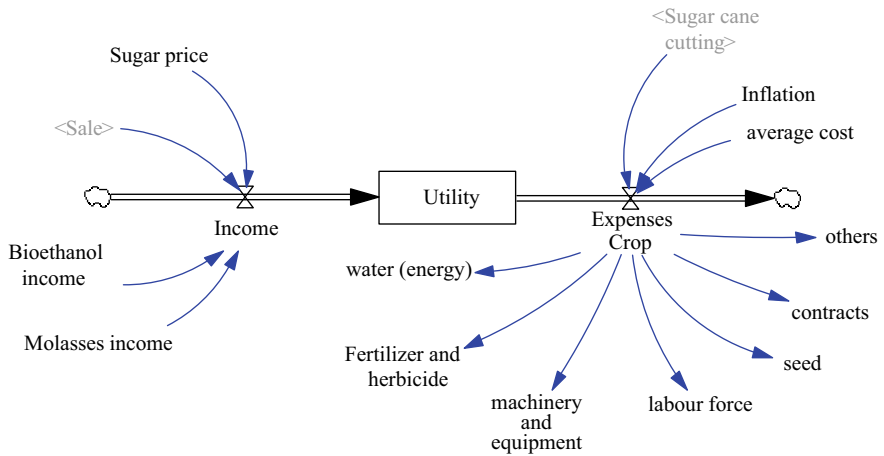 <Sugar cane
cutting>
Sugar price
Inflation
<Sale>
average cost
Utility
Income
Expenses
Crop
Bioethanol
income
others
water (energy)
contracts
Molasses income
Fertilizer and
herbicide
seed
machinery
and
equipment
labour force